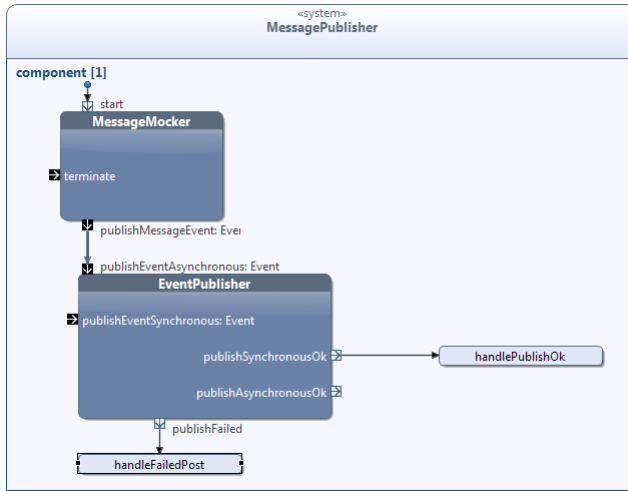 «system»
MessagePublisher
component [1]
start
MessageMocker
terminate
publishMessageEvent: Ever
publishEventAsynchronous: Event
EventPublisher
publishEventSynchronous: Event
publishSynchronousOk
handlePublishOk
publishAsynchronousOk
publishFailed
handleFailedPost